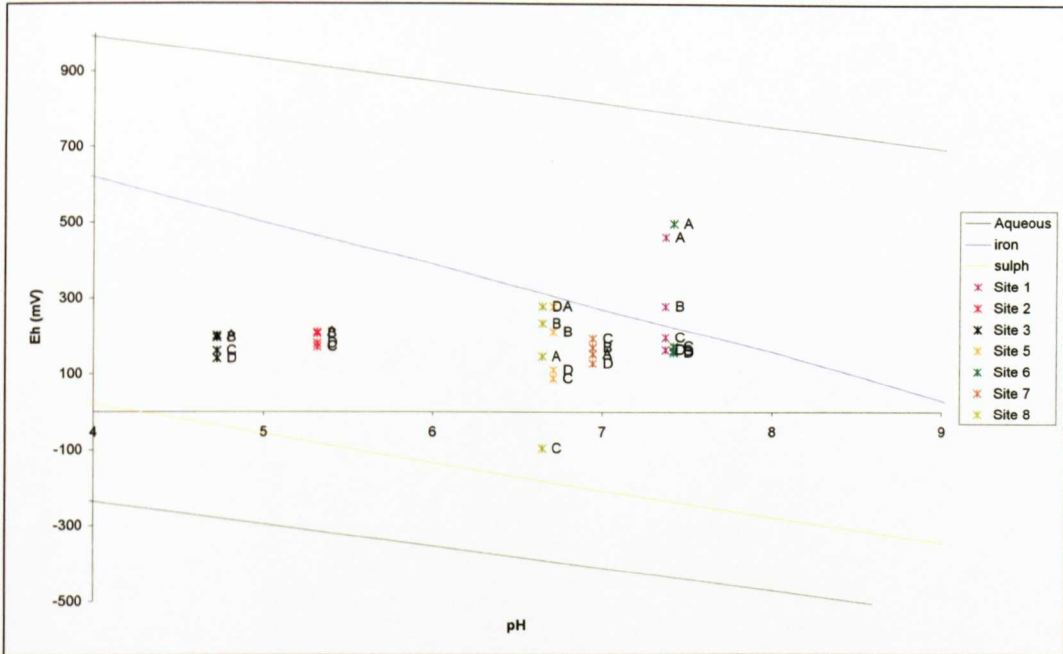 900
700
500
300
100
-100
-300
-500
Eh (mV)
4 5 6 7 8 9
pH
A
A
DA
B
B
B
A
C
D
B
C
C
C
A
D
D
C
A
B
C
D
Aqueous
iron
sulph
Site 1
Site 2
Site 3
Site 5
Site 6
Site 7
Site 8